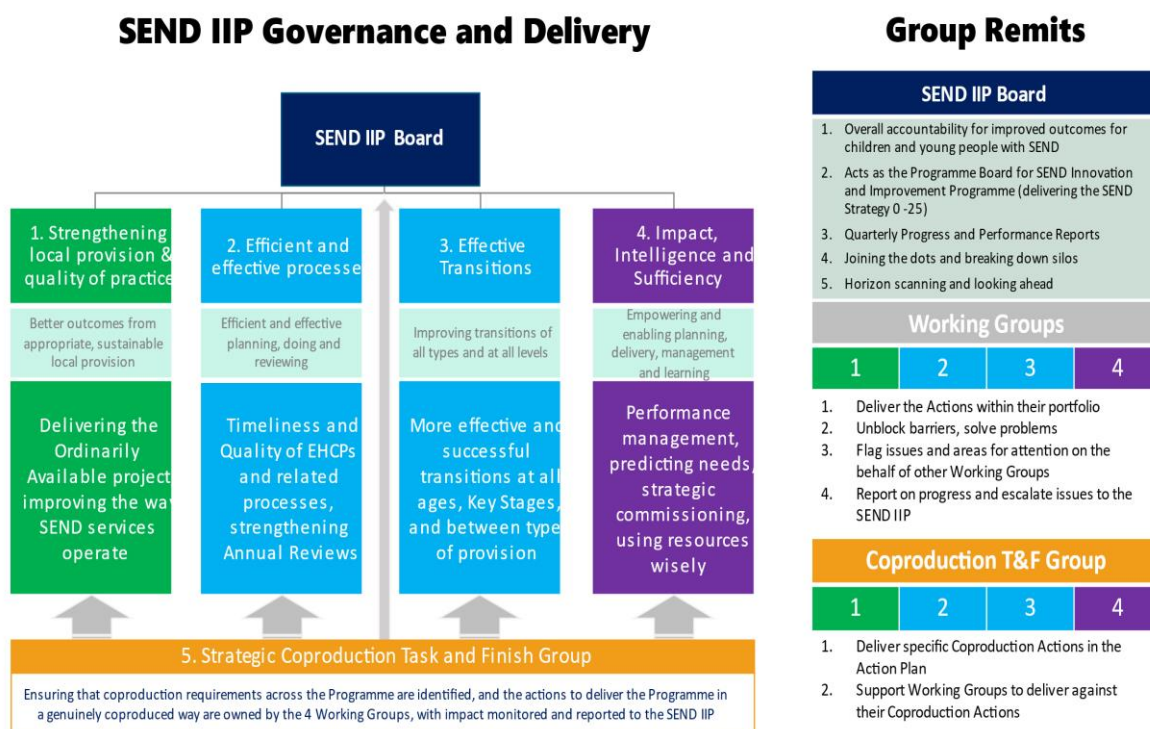 SEND IIP Governance and Delivery
SEND IIP Board
1. Strengthening
local provision &
quality of practice
2. Efficient and
effective processe
3. Effective
Transitions
4. Impact,
Intelligence and
Sufficiency
Better outcomes from
appropriate, sustainable
local provision
Efficient and effective
planning, doing and
reviewing
Improving transitions of
all types and at all levels
Empowering and
enabling planning,
delivery, management
and learning
Delivering the
Ordinarily
Available project,
improving the way
SEND services
operate
Timeliness and
Quality of EHCPs
and related
processes,
strengthening
Annual Reviews
More effective and
successful
transitions at all
ages, Key Stages,
and between type
of provision
Performance
management,
predicting needs,
strategic
commissioning,
using resources
wisely
5. Strategic Coproduction Task and Finish Group
Ensuring that coproduction requirements across the Programme are identified, and the actions to deliver the Programme in
a genuinely coproduced way are owned by the 4 Working Groups, with impact monitored and reported to the SEND IIP
Group Remits
SEND IIP Board
1. Overall accountability for improved outcomes for
children and young people with SEND
2. Acts as the Programme Board for SEND Innovation
and Improvement Programme (delivering the SEND
Strategy 0 -25)
3. Quarterly Progress and Performance Reports
4. Joining the dots and breaking down silos
5. Horizon scanning and looking ahead
Working Groups
1 2 3 4
1. Deliver the Actions within their portfolio
2. Unblock barriers, solve problems
3. Flag issues and areas for attention on the
behalf of other Working Groups
4. Report on progress and escalate issues to the
SEND IIP
Coproduction T&F Group
1 2 3 4
1. Deliver specific Coproduction Actions in the
Action Plan
2. Support Working Groups to deliver against
their Coproduction Actions